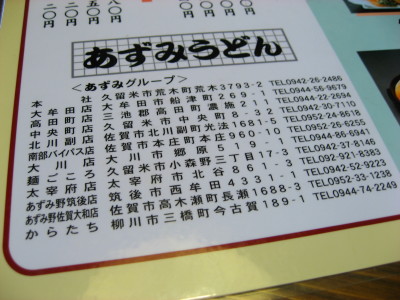 あずみうどん
<あずみグループ>
本社 久留米市荒木町荒木3793-2 TEL0942-26-2486
大牟田店 大牟田市船津町269-1 TEL0944-56-9679
高田町店 三池郡高田町濃施211 TEL0944-22-2694
中央町店 久留米市中央町8-32 TEL0942-30-7110
北川副店 佐賀市北川副町光法1681-5 TEL0952-24-8618
南部バイパス店 佐賀市本庄町本庄960-10 TEL0952-26-6255
大川店 大川市郷原519-1 TEL0944-86-6941
麺ごころ 久留米市小森野三丁目17-3 TEL0942-37-8146
太宰府店 太宰府市北谷861-3 TEL092-921-8383
あずみ野筑後店 筑後市西牟田4331-1 TEL0942-52-9223
あずみ野佐賀大和店 佐賀市高木瀬町長瀬1688-3 TEL0952-33-1238
からたち 柳川市三橋町今古賀189-1 TEL0944-74-2249